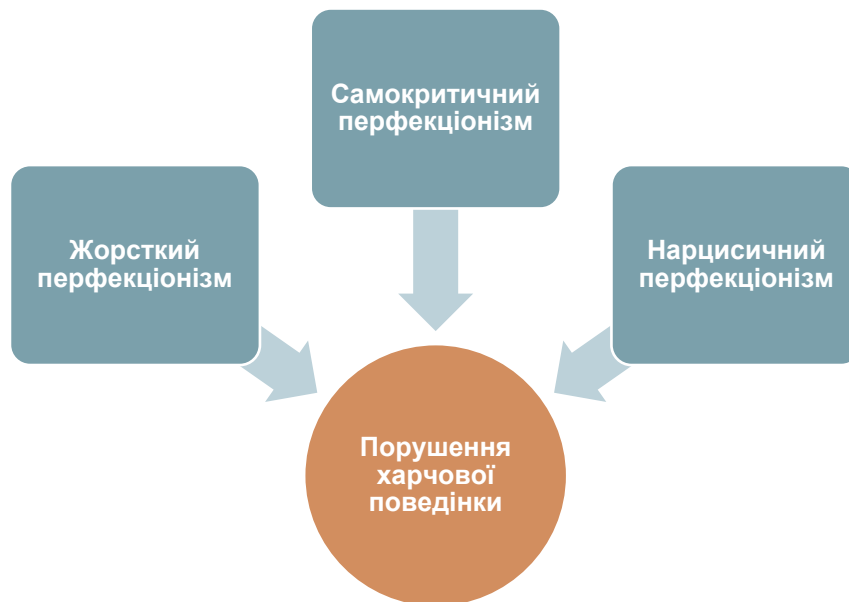 Самокритичний
перфекціонізм
Жорсткий
перфекціонізм
Нарцисичний
перфекціонізм
Порушення
харчової
поведінки